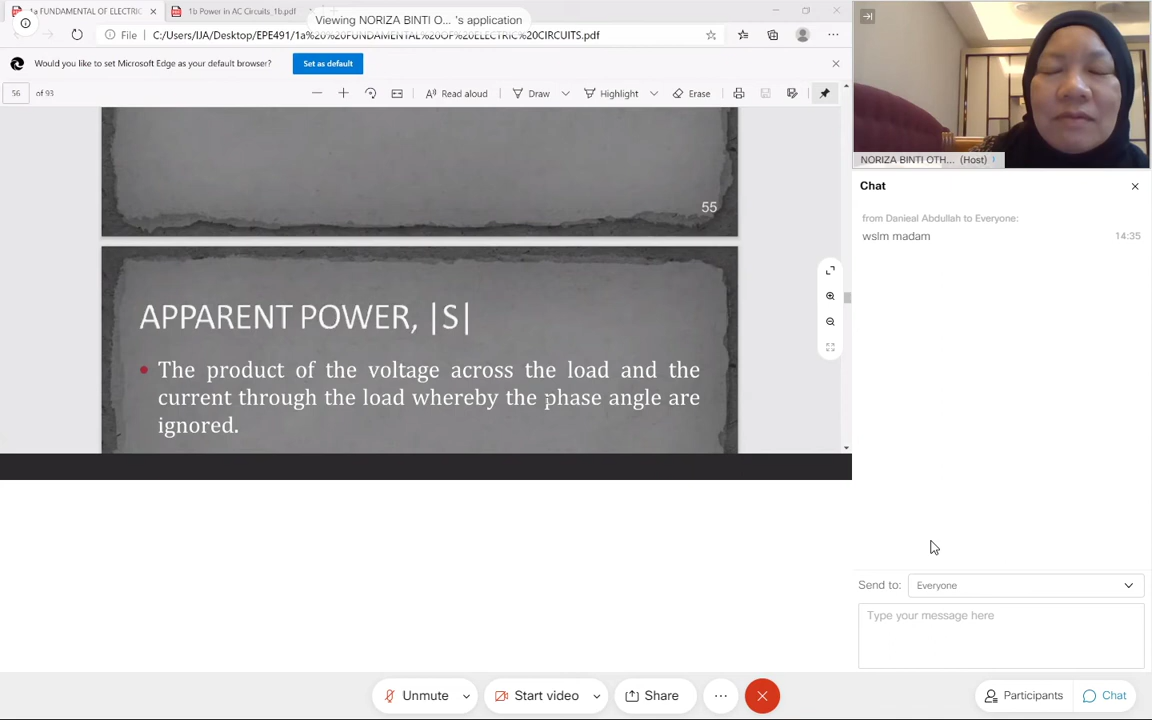 1a FUNDAMENTAL OF ELECTRIC
1b Power in AC Circuits_1b.pdf
Viewing NORIZA BINTI O... 's application
File
C:/Users/IJA/Desktop/EPE491/1a%20%20FUNDAMENTAL%20OF%20ELECTRIC%20CIRCUITS.pdf
Would you like to set Microsoft Edge as your default browser?
Set as default
56 of 93
Read aloud
Draw
Highlight
Erase
55
APPARENT POWER, |S|
• The product of the voltage across the load and the
current through the load whereby the phase angle are
ignored.
NORIZA BINTI OTH... (Host)
Chat
from Danieal Abdullah to Everyone:
wslm madam 14:35
Send to: Everyone
Type your message here
Unmute
Start video
Share
Participants
Chat